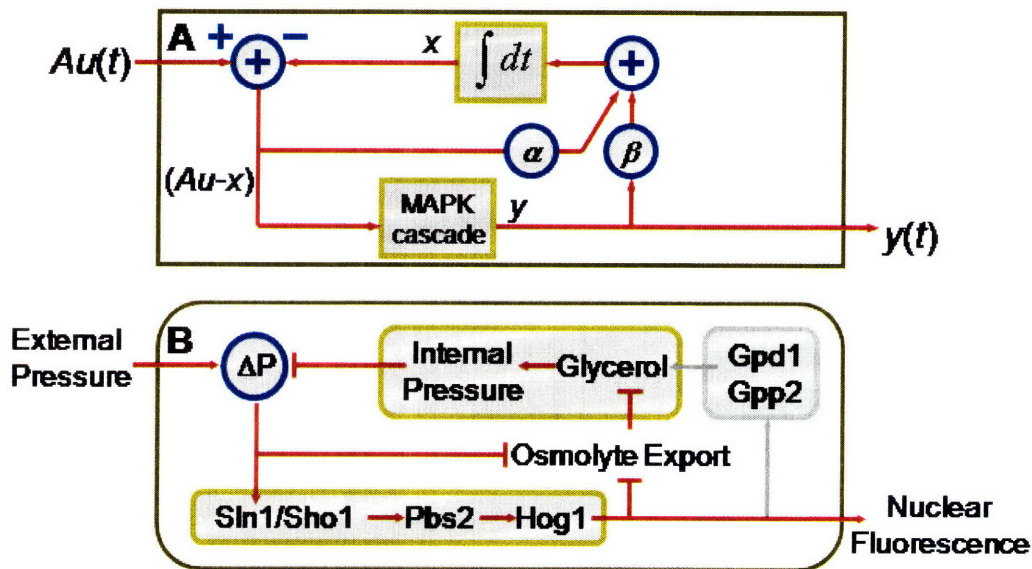 A
+
−
+
Au(t)
x
∫ dt
+
α
β
(Au-x)
MAPK
cascade
y
y(t)
B
External
Pressure
ΔP
Internal
Pressure
Glycerol
Gpd1
Gpp2
Osmolyte Export
Sln1/Sho1
Pbs2
Hog1
Nuclear
Fluorescence